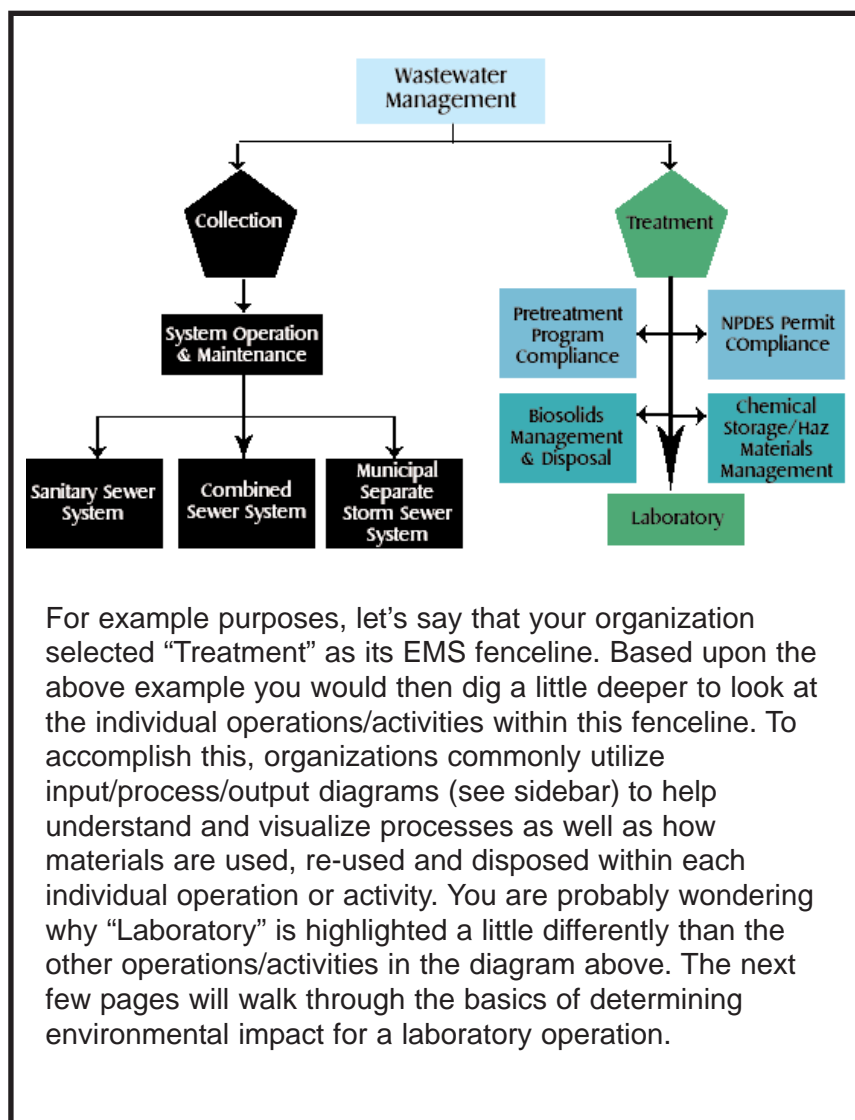 Wastewater
Management
Collection
Treatment
System Operation
& Maintenance
Sanitary Sewer
System
Combined
Sewer System
Municipal
Separate
Storm Sewer
System
Pretreatment
Program
Compliance
NPDES Permit
COmpliance
Biosolids
Management
& Disposal
Chemical
Storage/Haz
Materials
Management
Laboratory
For example purposes, let’s say that your organization
selected “Treatment” as its EMS fenceline. Based upon the
above example you would then dig a little deeper to look at
the individual operations/activities within this fenceline. To
accomplish this, organizations commonly utilize
input/process/output diagrams (see sidebar) to help
understand and visualize processes as well as how
materials are used, re-used and disposed within each
individual operation or activity. You are probably wondering
why “Laboratory” is highlighted a little differently than the
other operations/activities in the diagram above. The next
few pages will walk through the basics of determining
environmental impact for a laboratory operation.